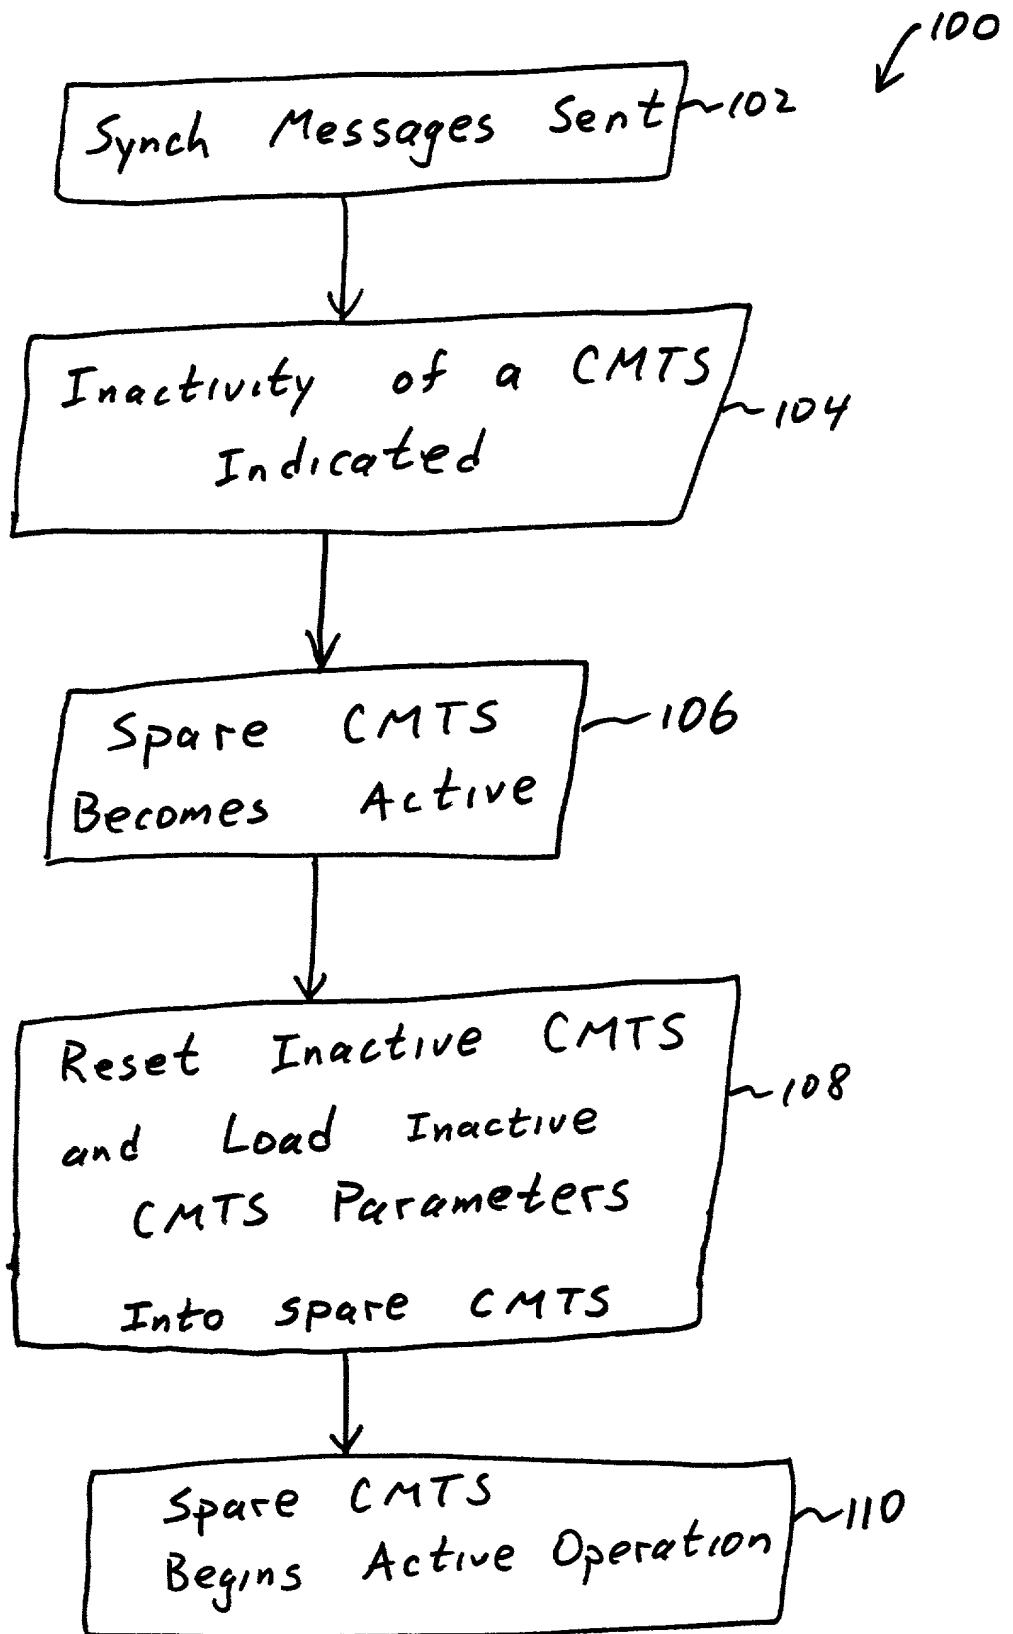 100
Synch Messages Sent
102
Inactivity of a CMTS
Indicated
104
Spare CMTS
Becomes Active
106
Reset Inactive CMTS
and Load Inactive
CMTS Parameters
Into spare CMTS
108
Spare CMTS
Begins Active Operation
110